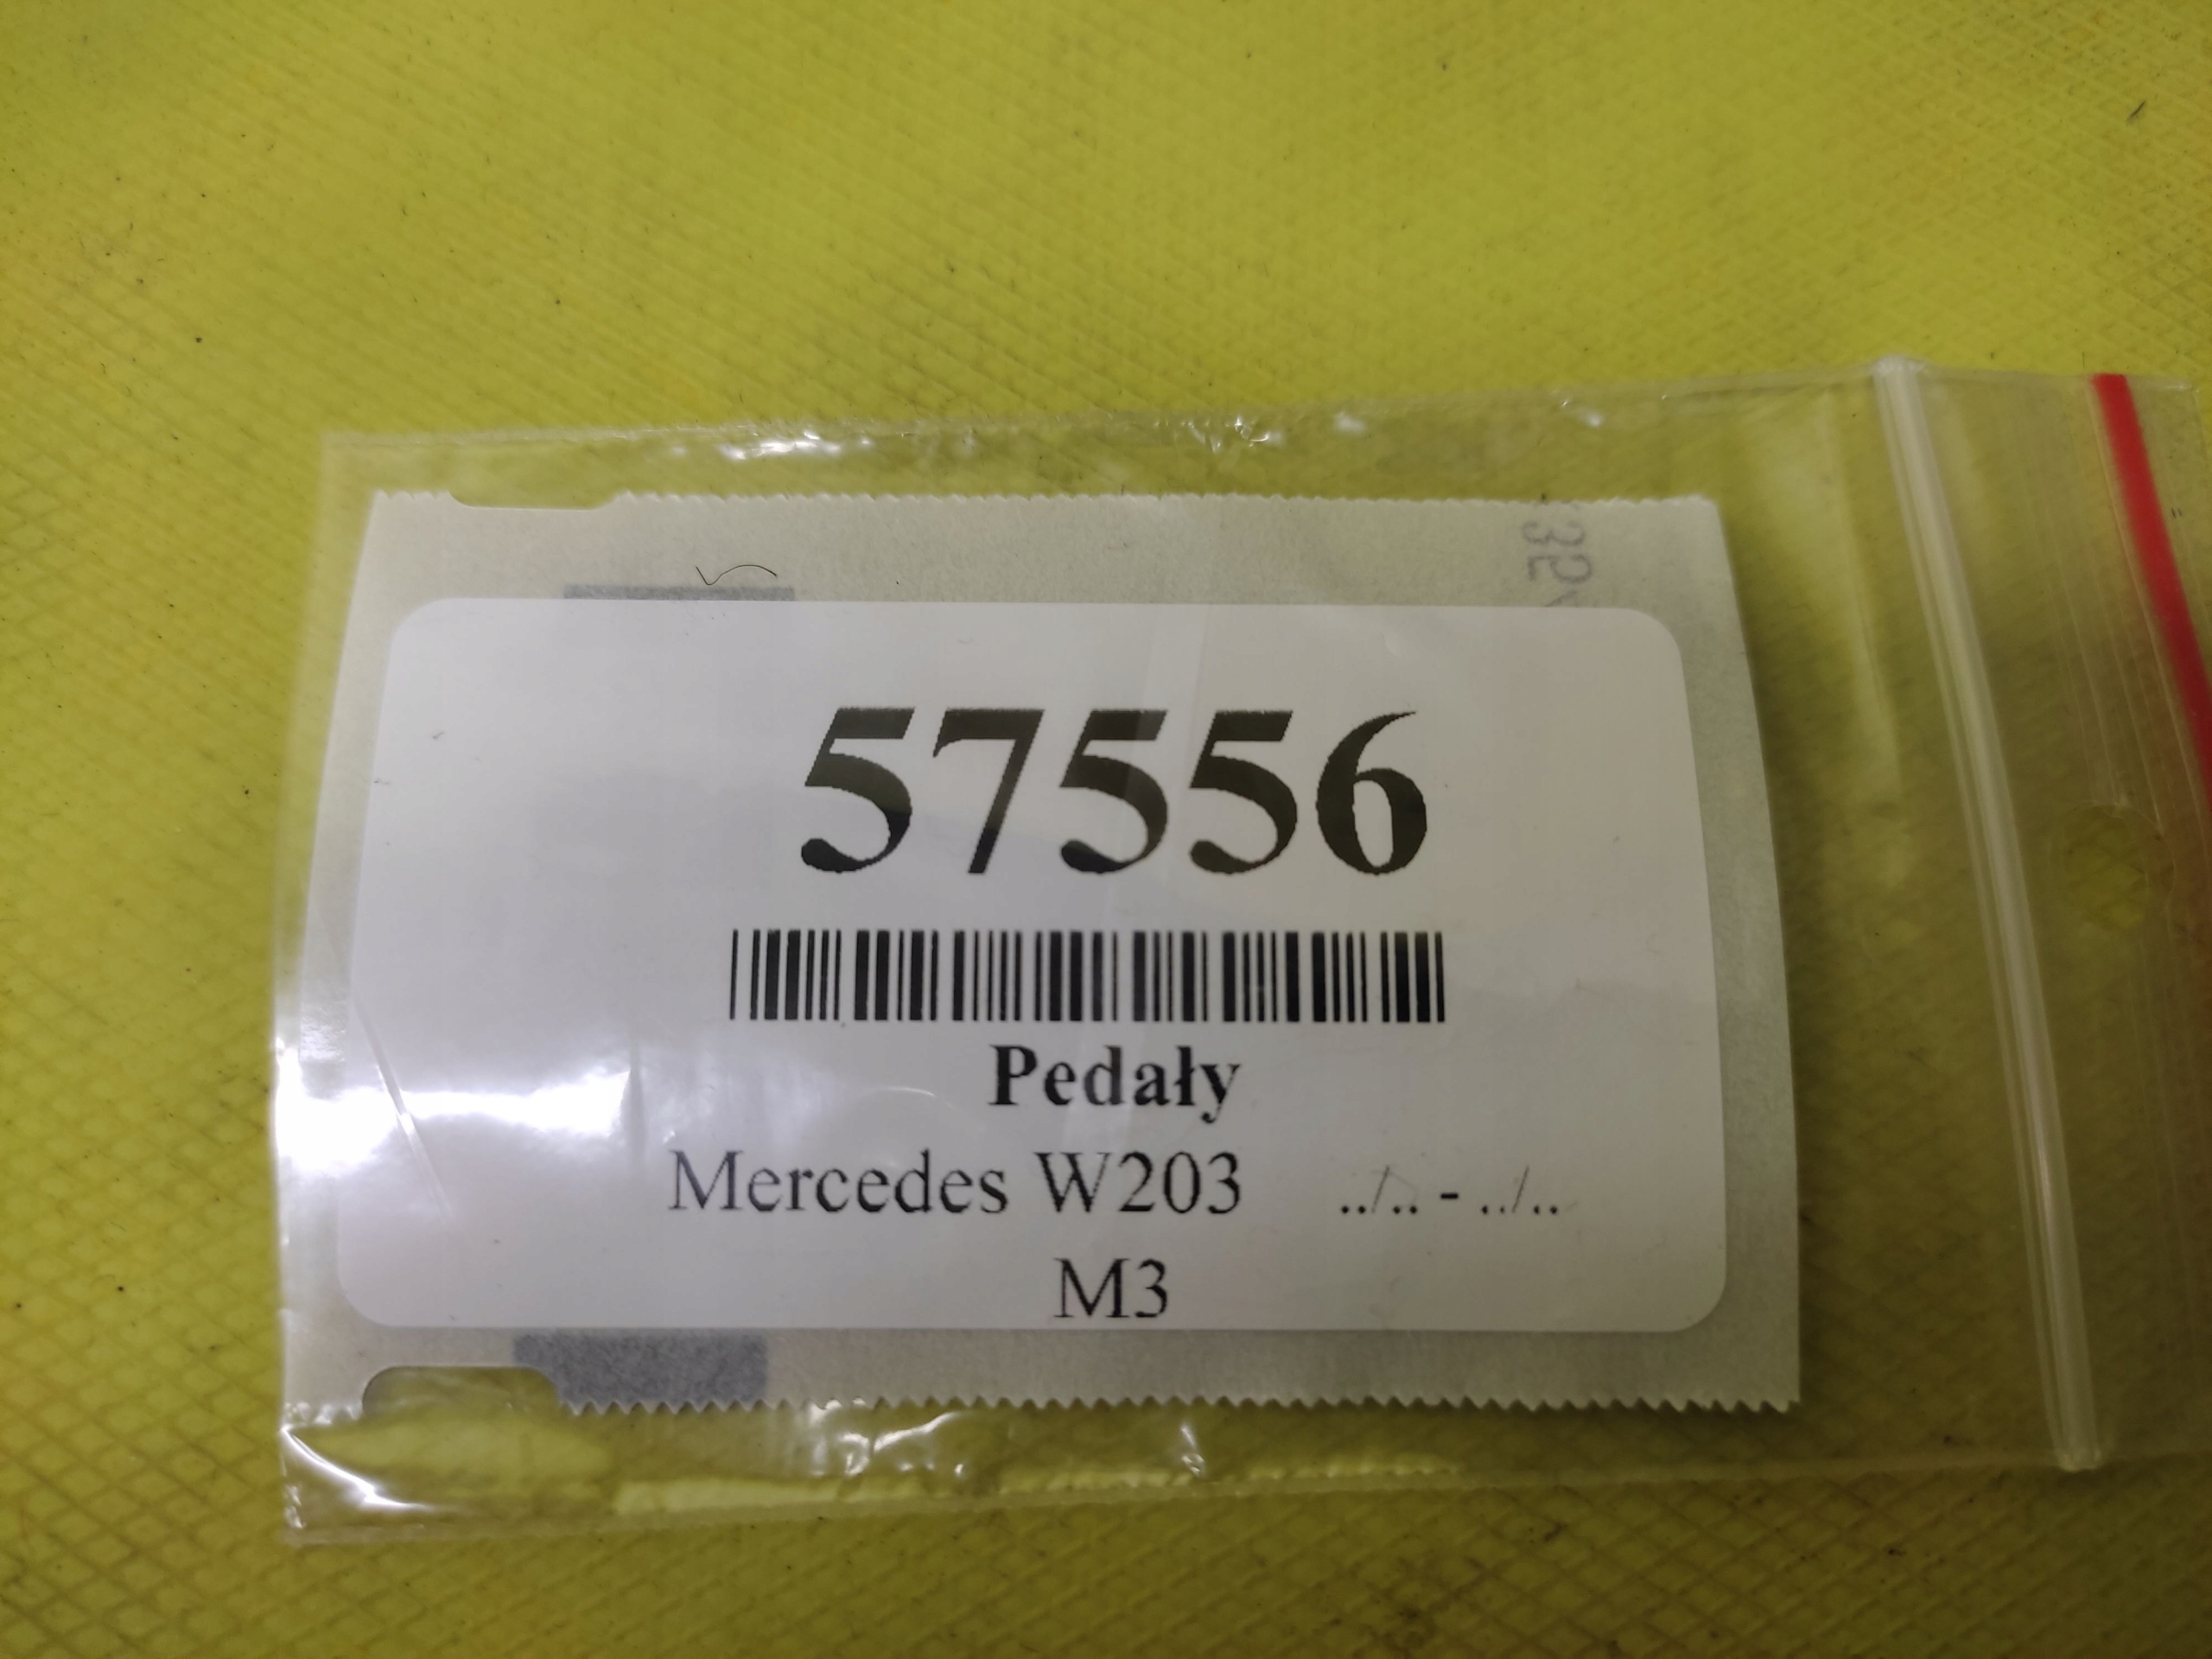 57556
Pedały
Mercedes W203 ../.. - ../..
M3